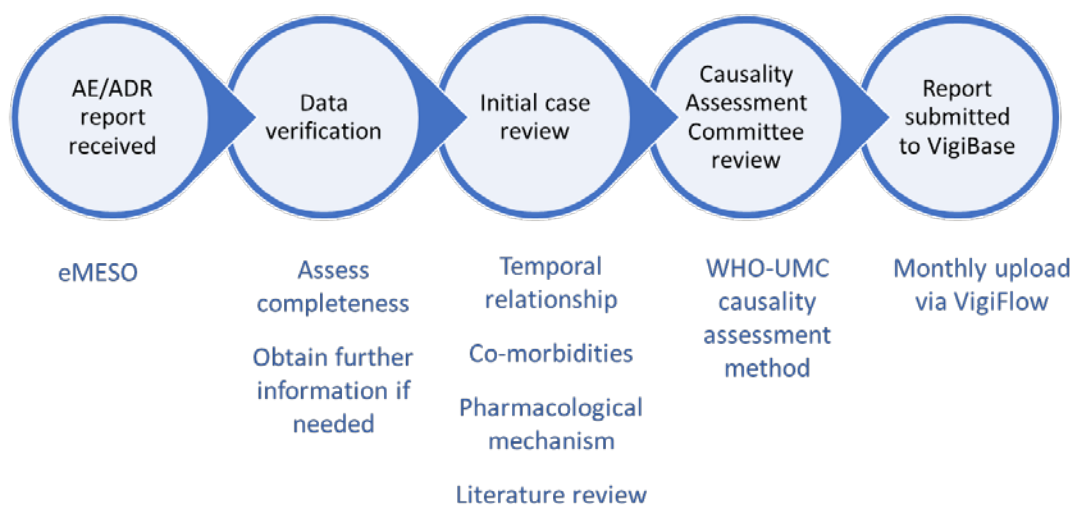 AE/ADR
report
received
Data
verification
Initial case
review
Causality
Assessment
Committee
review
Report
submitted
to VigiBase
eMESO
Assess
completeness
Obtain further
information if
needed
Temporal
relationship
Co-morbidities
Pharmacological
mechanism
Literature review
WHO-UMC
causality
assessment
method
Monthly upload
via VigiFlow